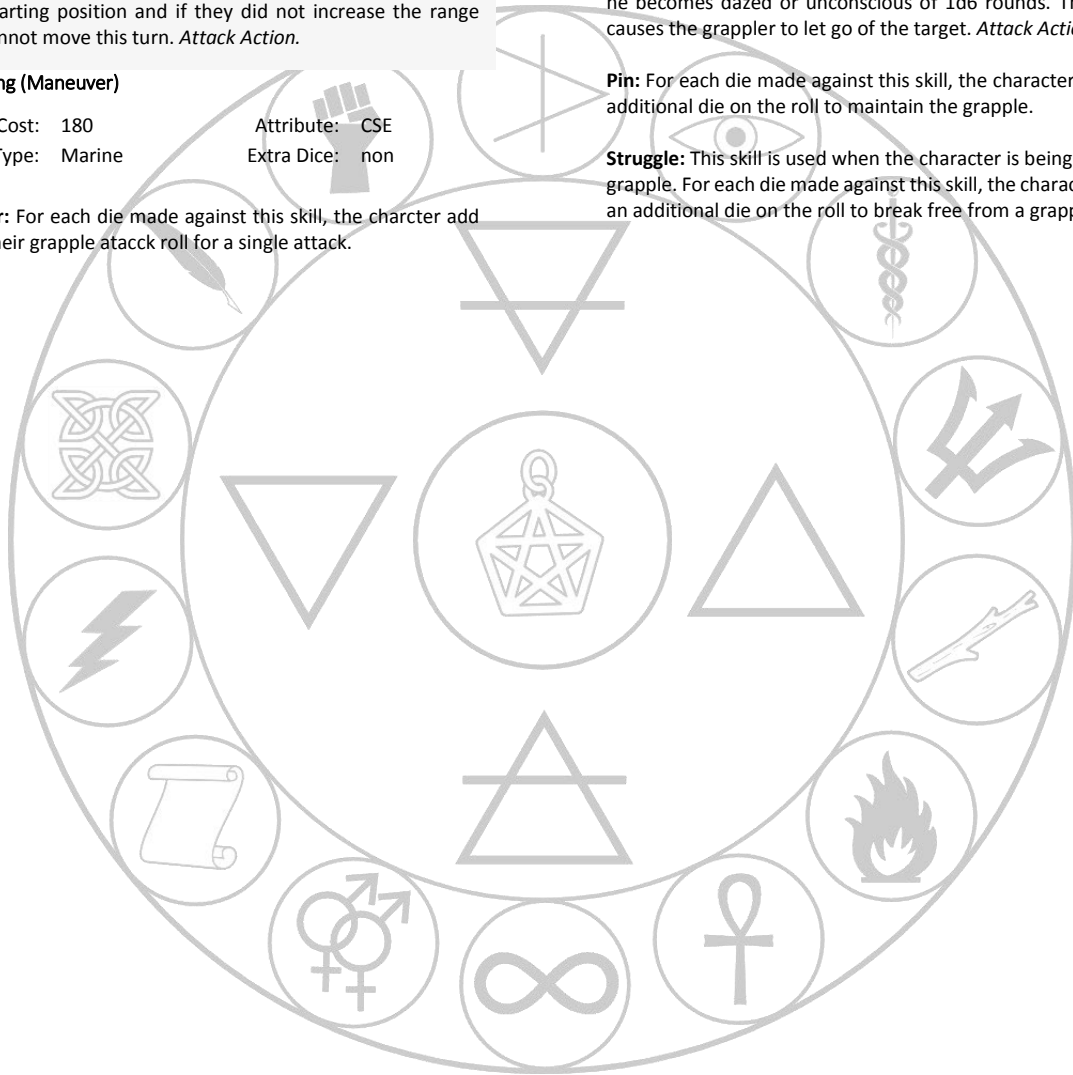 arting position and if they did not increase the range
nnot move this turn. Attack Action.
ng (Maneuver)
Cost: 180 Attribute: CSE
Type: Marine Extra Dice: non
r: For each die made against this skill, the charcter add
heir grapple atacck roll for a single attack.
he becomes dazed or unconscious of 1d6 rounds. Th
causes the grappler to let go of the target. Attack Actio
Pin: For each die made against this skill, the character
additional die on the roll to maintain the grapple.
Struggle: This skill is used when the character is being
grapple. For each die made against this skill, the charac
an additional die on the roll to break free from a grapp